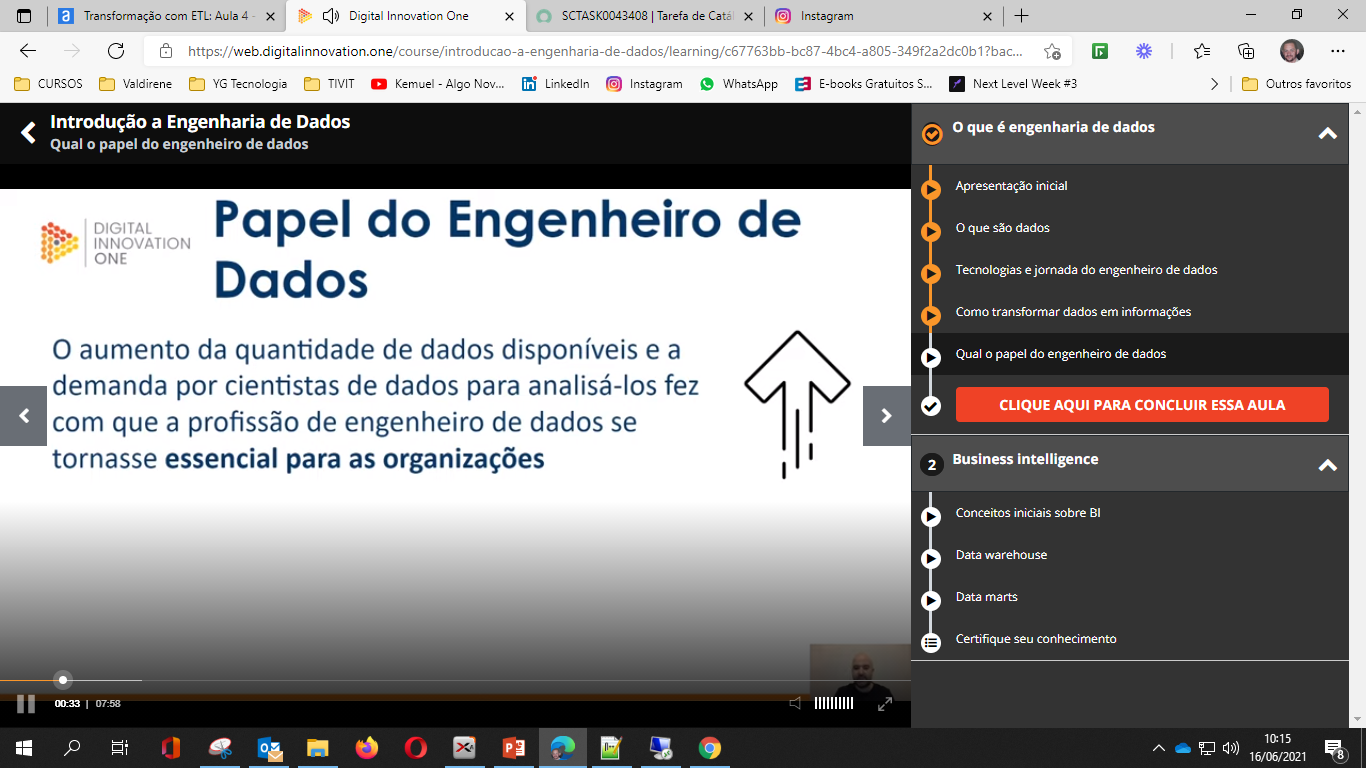 Transformação com ETL: Aula 4 -
Digital Innovation One
SCTASK0043408 | Tarefa de Catál
Instagram
https://web.digitalinnovation.one/course/introducao-a-engenharia-de-dados/learning/c67763bb-bc87-4bc4-a805-349f2a2dc0b1?bac...
CURSOS
Valdirene
YG Tecnologia
TIVIT
Kemuel - Algo Nov...
LinkedIn
Instagram
WhatsApp
E-books Gratuitos S...
Next Level Week #3
Outros favoritos
Introdução a Engenharia de Dados
Qual o papel do engenheiro de dados
DIGITAL
INNOVATION
ONE
Papel do Engenheiro de
Dados
O aumento da quantidade de dados disponíveis e a
demanda por cientistas de dados para analisá-los fez
com que a profissão de engenheiro de dados se
tornasse essencial para as organizações
00:33 | 07:58
O que é engenharia de dados
Apresentação inicial
O que são dados
Tecnologias e jornada do engenheiro de dados
Como transformar dados em informações
Qual o papel do engenheiro de dados
CLIQUE AQUI PARA CONCLUIR ESSA AULA
2 Business intelligence
Conceitos iniciais sobre BI
Data warehouse
Data marts
Certifique seu conhecimento
10:15
16/06/2021
8